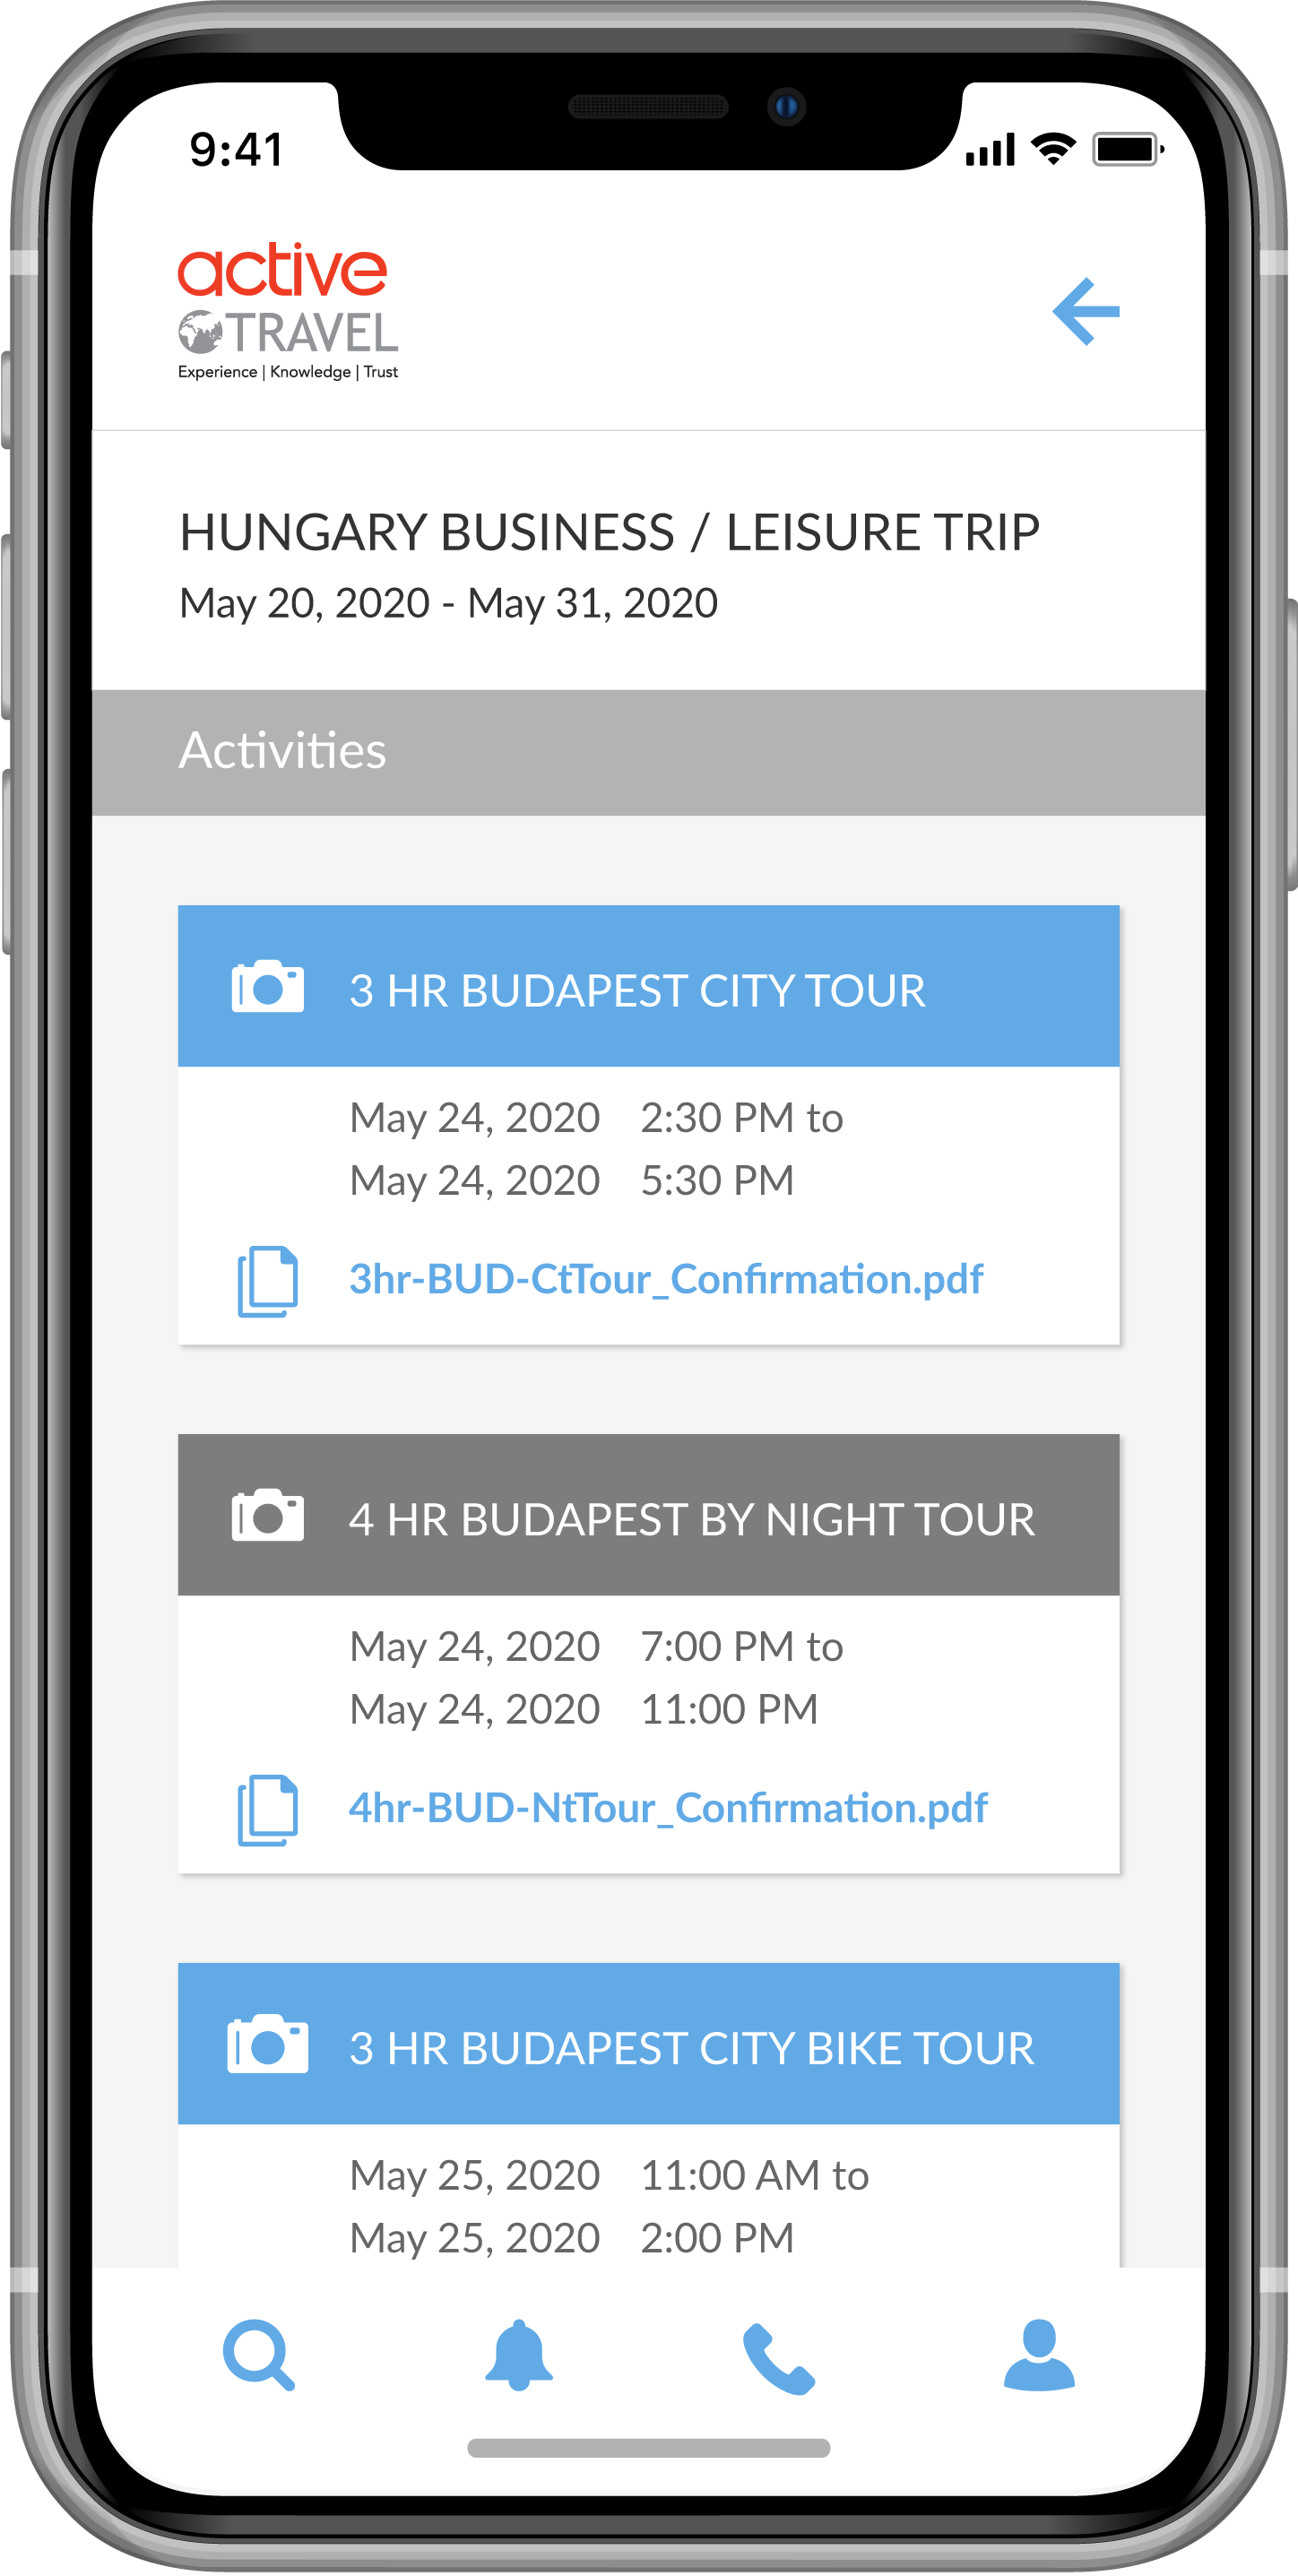 9:41
active
TRAVEL
Experience | Knowledge | Trust
HUNGARY BUSINESS / LEISURE TRIP
May 20, 2020 - May 31, 2020
Activities
3 HR BUDAPEST CITY TOUR
May 24, 2020 2:30 PM to
May 24, 2020 5:30 PM
3hr-BUD-CtTour_Confirmation.pdf
4 HR BUDAPEST BY NIGHT TOUR
May 24, 2020 7:00 PM to
May 24, 2020 11:00 PM
4hr-BUD-NtTour_Confirmation.pdf
3 HR BUDAPEST CITY BIKE TOUR
May 25, 2020 11:00 AM to
May 25, 2020 2:00 PM